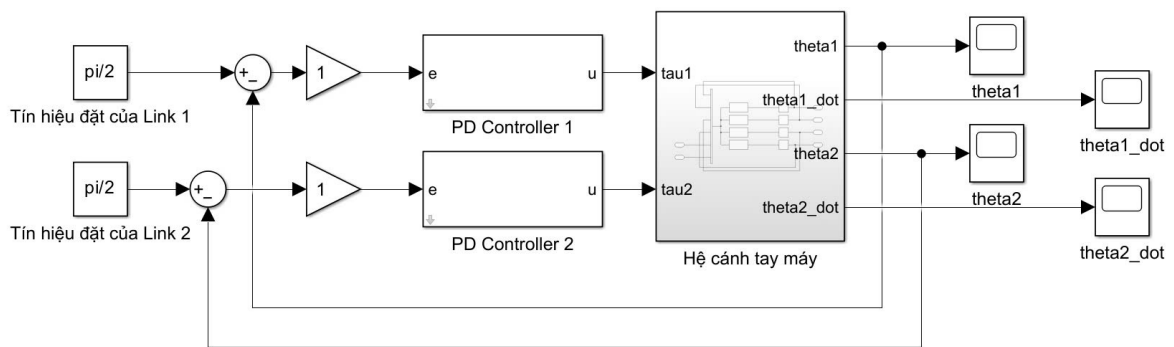 pi/2
+
_
1
e
u
Tín hiệu đặt của Link 1
PD Controller 1
pi/2
+
_
1
e
u
Tín hiệu đặt của Link 2
PD Controller 2
tau1
tau2
theta1
theta1_dot
theta2
theta2_dot
Hệ cánh tay máy
theta1
theta1_dot
theta2
theta2_dot